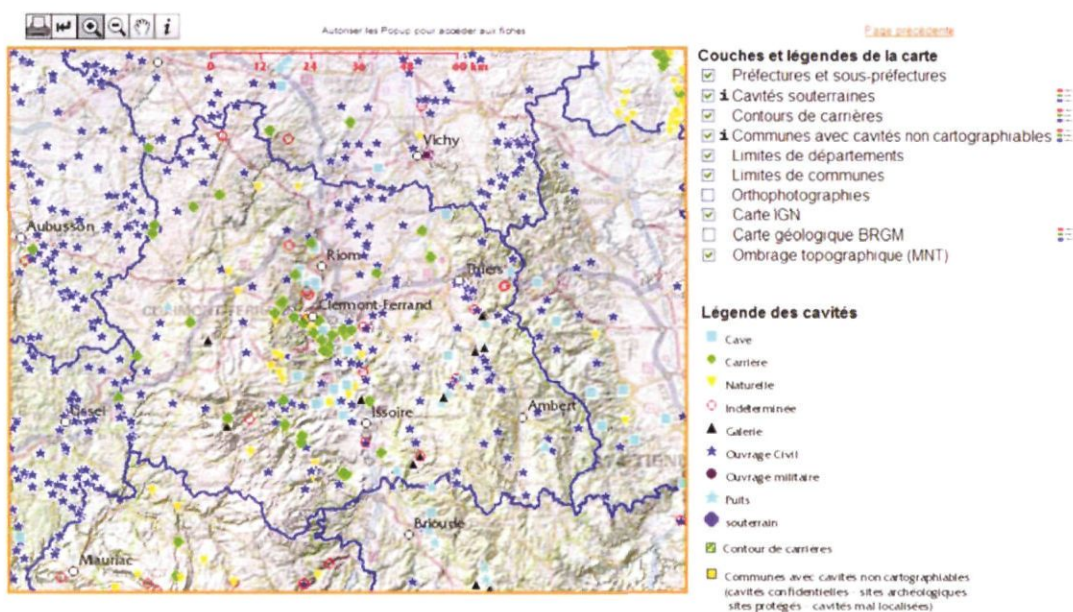 Autoriser les Popup pour accéder aux fiches
Page précédente
0 12 24 36 48 60 km
Vichy
Aubusson
Riom
Thiers
Clermont-Ferrand
Ussel
Issoire
Ambert
Brioude
Mauriac
Couches et légendes de la carte
Préfectures et sous-préfectures
i Cavités souterraines
Contours de carrières
i Communes avec cavités non cartographiables
Limites de départements
Limites de communes
Orthophotographies
Carte IGN
Carte géologique BRGM
Ombrage topographique (MNT)
Légende des cavités
Cave
Carrière
Naturelle
Indéterminée
Galerie
Ouvrage Civil
Ouvrage militaire
Puits
souterrain
Contour de carrières
Communes avec cavités non cartographiables
(cavités confidentielles - sites archéologiques
sites protégés - cavités mal localisées)